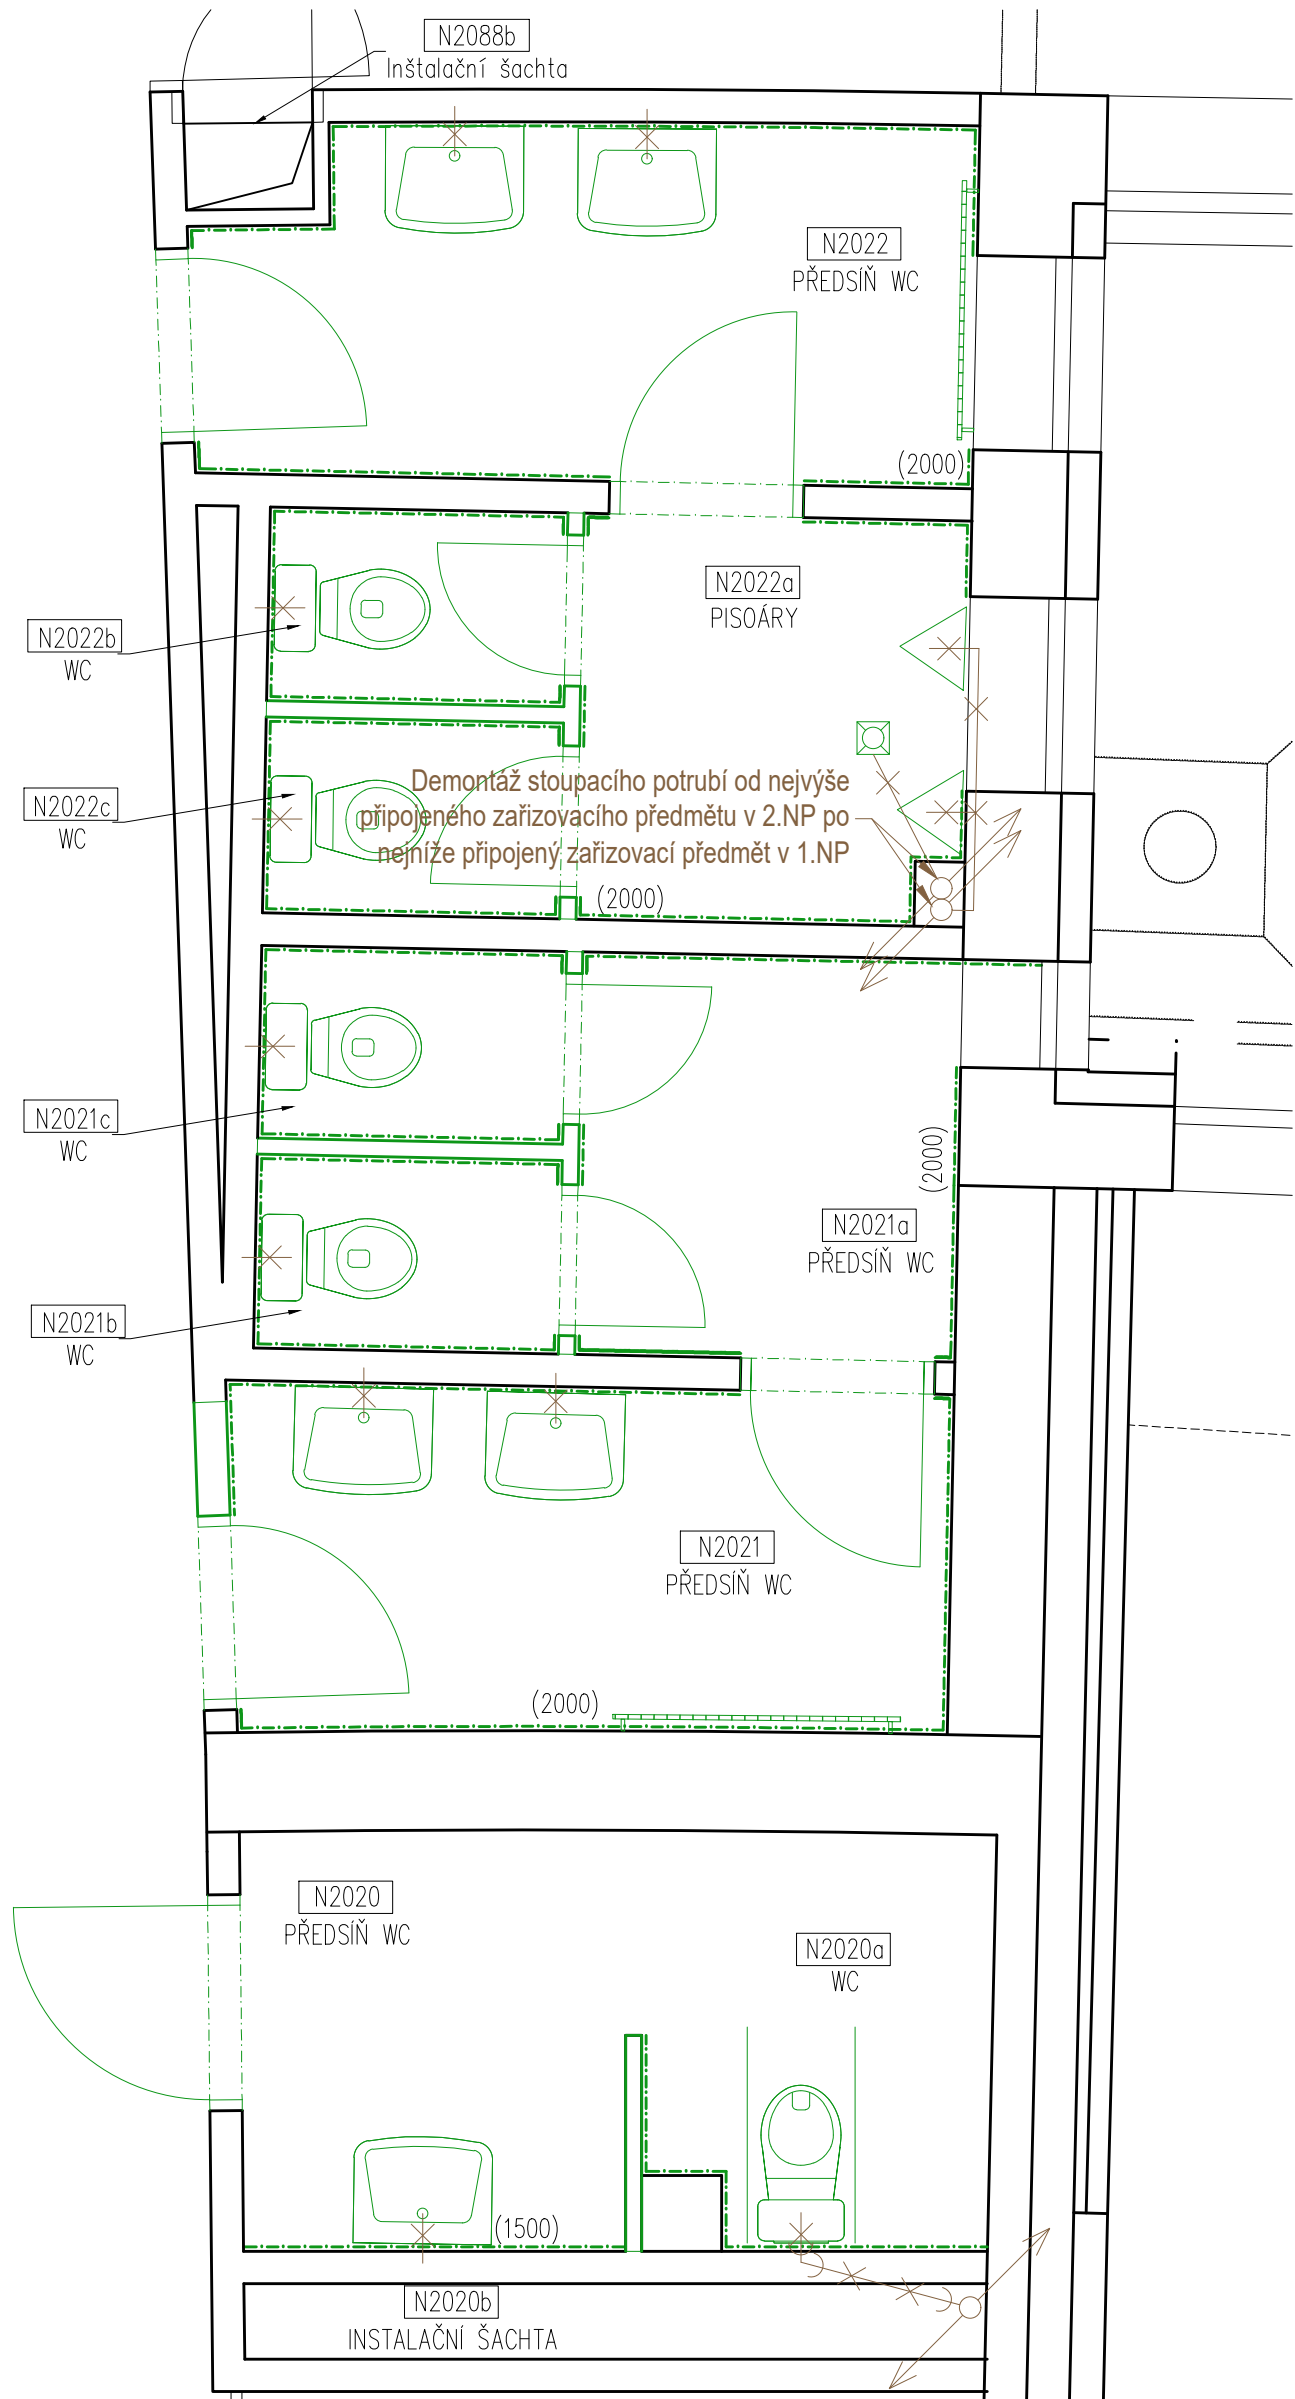 N2088b
Inštalační šachta
N2022
PŘEDSÍŇ WC
(2000)
N2022a
PISOÁRY
N2022b
WC
N2022c
WC
Demontáž stoupacího potrubí od nejvýše
připojeného zařizovacího předmětu v 2.NP po
nejníže připojený zařizovací předmět v 1.NP
(2000)
N2021c
WC
(2000)
N2021a
PŘEDSÍŇ WC
N2021b
WC
N2021
PŘEDSÍŇ WC
(2000)
N2020
PŘEDSÍŇ WC
N2020a
WC
(1500)
N2020b
INSTALAČNÍ ŠACHTA